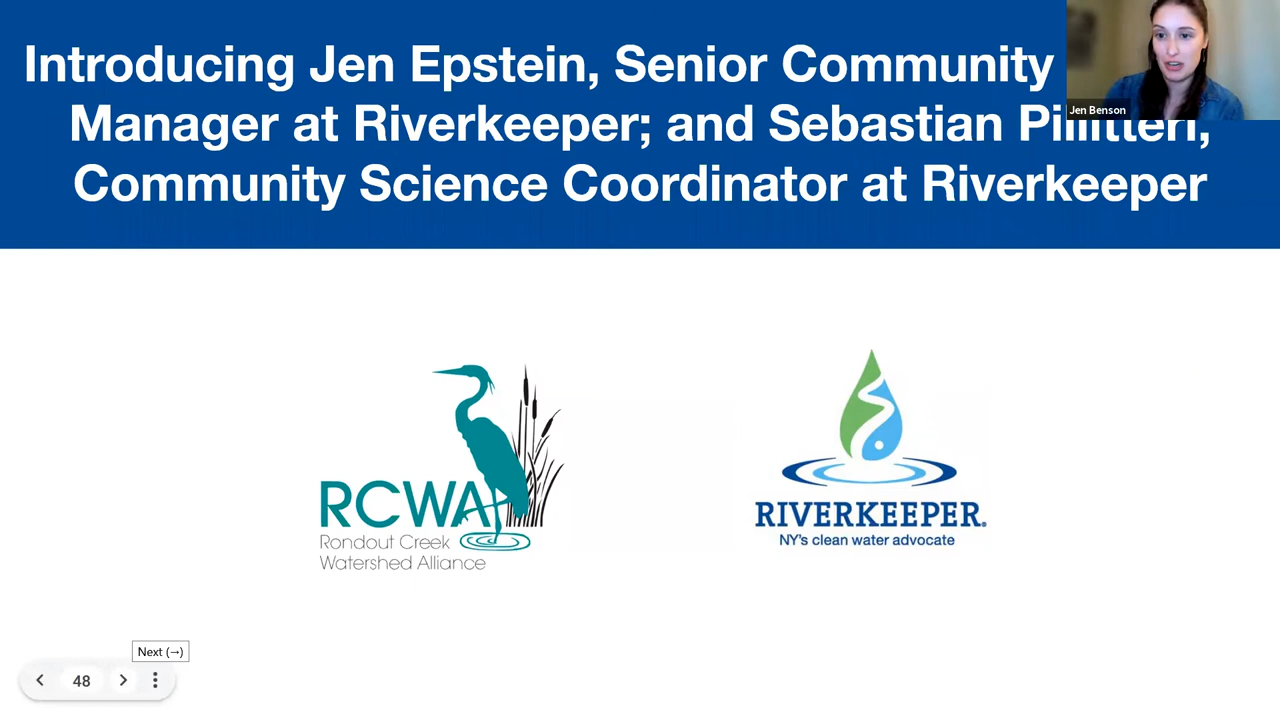 Introducing Jen Epstein, Senior Community
Manager at Riverkeeper; and Sebastian Pillitteri,
Community Science Coordinator at Riverkeeper
Jen Benson
RCWA
Rondout Creek
Watershed Alliance
RIVERKEEPER®
NY's clean water advocate
Next (→)
48